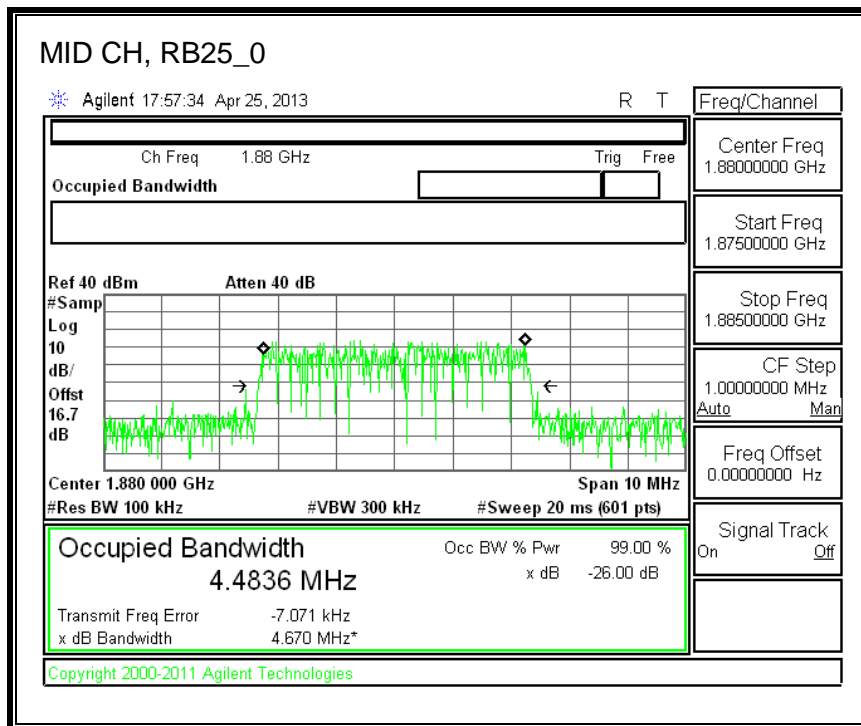 MID CH, RB25_0
Agilent 17:57:34 Apr 25, 2013 R T
Freq/Channel
Ch Freq 1.88 GHz Trig Free
Occupied Bandwidth
Center Freq
1.88000000 GHz
Start Freq
1.87500000 GHz
Stop Freq
1.88500000 GHz
CF Step
1.00000000 MHz
Auto Man
Freq Offset
0.00000000 Hz
Signal Track
On Off
Ref 40 dBm Atten 40 dB
#Samp
Log
10
dB/
Offst
16.7
dB
Center 1.880 000 GHz Span 10 MHz
#Res BW 100 kHz #VBW 300 kHz #Sweep 20 ms (601 pts)
Occupied Bandwidth
4.4836 MHz
Occ BW % Pwr 99.00 %
x dB -26.00 dB
Transmit Freq Error -7.071 kHz
x dB Bandwidth 4.670 MHz*
Copyright 2000-2011 Agilent Technologies